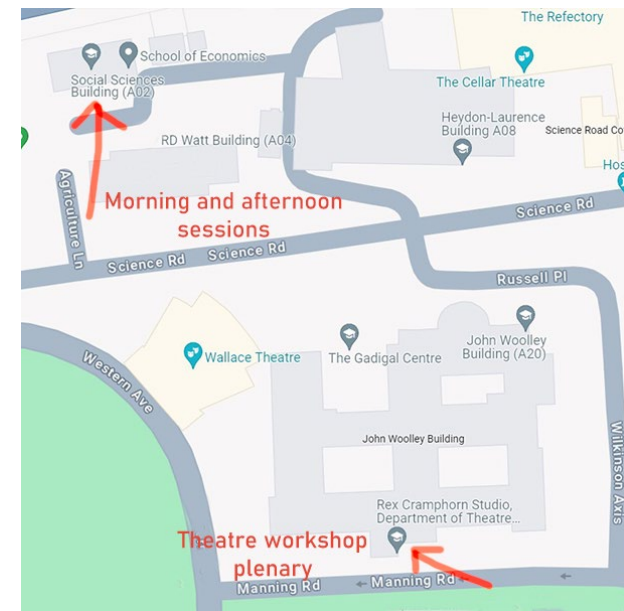 The Refectory
School of Economics
Social Sciences
Building (A02)
The Cellar Theatre
Heydon-Laurence
Building A08
Science Road Co
RD Watt Building (A04)
Hos
Agriculture Ln
Morning and afternoon
sessions
Science Rd
Science Rd
Science Rd
Russell Pl
Western Ave
Wallace Theatre
The Gadigal Centre
John Woolley
Building (A20)
John Woolley Building
Wilkinson Axis
Rex Cramphorn Studio,
Department of Theatre...
Theatre workshop
plenary
Manning Rd
Manning Rd